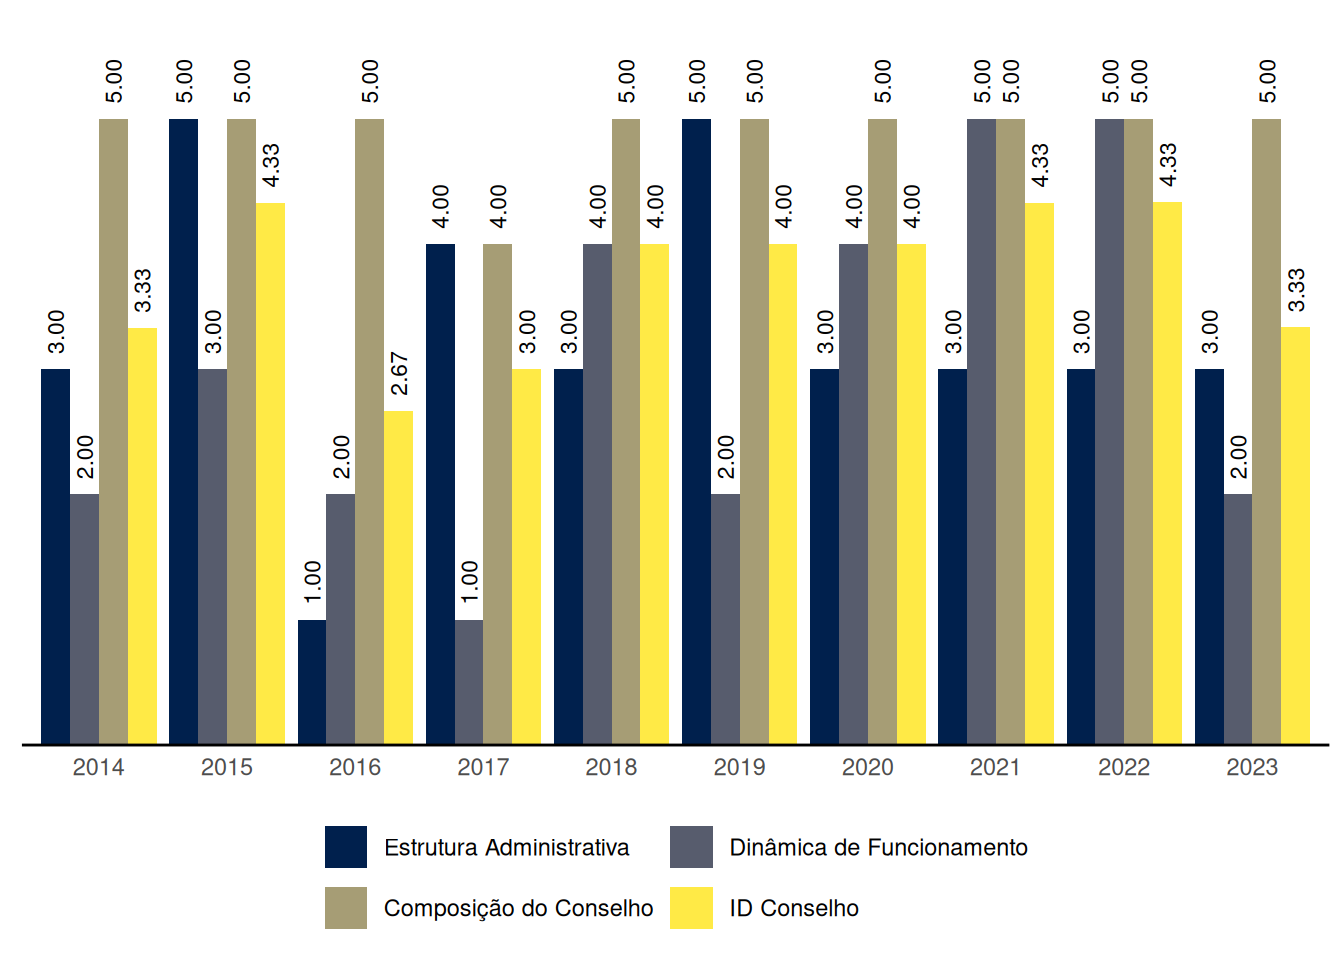 5.00 5.00 5.00 5.00 5.00 5.00 5.00 5.00 5.00 5.00 5.00 5.00 5.00
4.33 4.33 4.33
4.00 4.00 4.00 4.00 4.00 4.00 4.00
3.33 3.33
3.00 3.00 3.00 3.00 3.00 3.00 3.00 3.00
2.67
2.00 2.00 2.00 2.00
1.00 1.00
2014 2015 2016 2017 2018 2019 2020 2021 2022 2023
Estrutura Administrativa Dinâmica de Funcionamento
Composição do Conselho ID Conselho